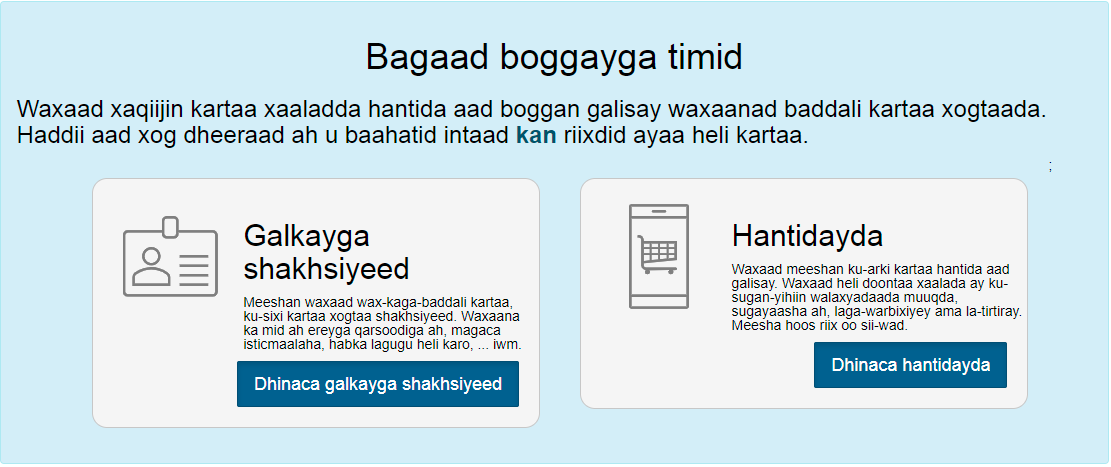 Bagaad boggayga timid
Waxaad xaqiijin kartaa xaaladda hantida aad boggan galisay waxaanad baddali kartaa xogtaada.
Haddii aad xog dheeraad ah u baahatid intaad kan riixdid ayaa heli kartaa.
;
Galkayga
shakhsiyeed
Meeshan waxaad wax-kaga-baddali kartaa,
ku-sixi kartaa xogtaa shakhsiyeed. Waxaana
ka mid ah ereyga qarsoodiga ah, magaca
isticmaalaha, habka lagugu heli karo, ... iwm.
Dhinaca galkayga shakhsiyeed
Hantidayda
Waxaad meeshan ku-arki kartaa hantida aad
galisay. Waxaad heli doontaa xaalada ay ku-
sugan-yihiin walaxyadaada muuqda,
sugayaasha ah, laga-warbixiyey ama la-tirtiray.
Meesha hoos riix oo sii-wad.
Dhinaca hantidayda